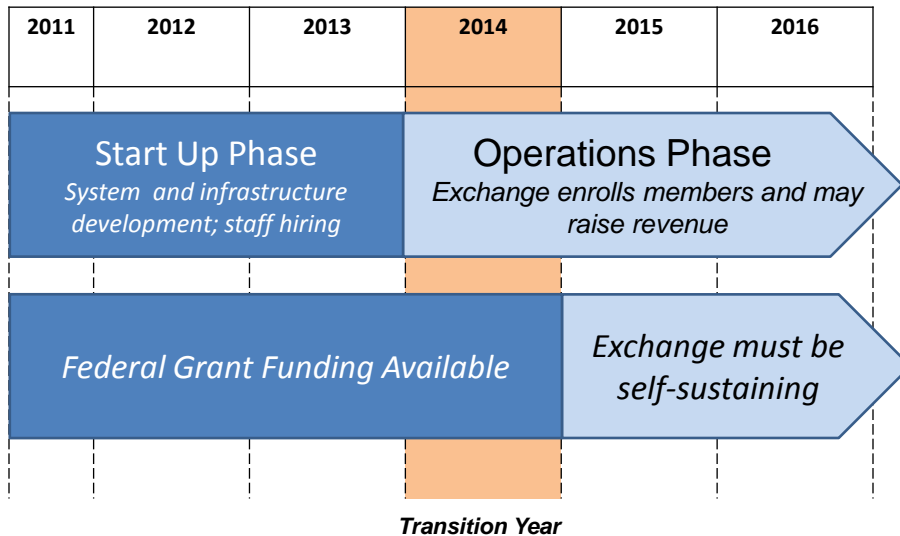 2011 2012 2013 2014 2015 2016
Start Up Phase
System and infrastructure
development; staff hiring
Operations Phase
Exchange enrolls members and may
raise revenue
Federal Grant Funding Available
Exchange must be
self-sustaining
Transition Year